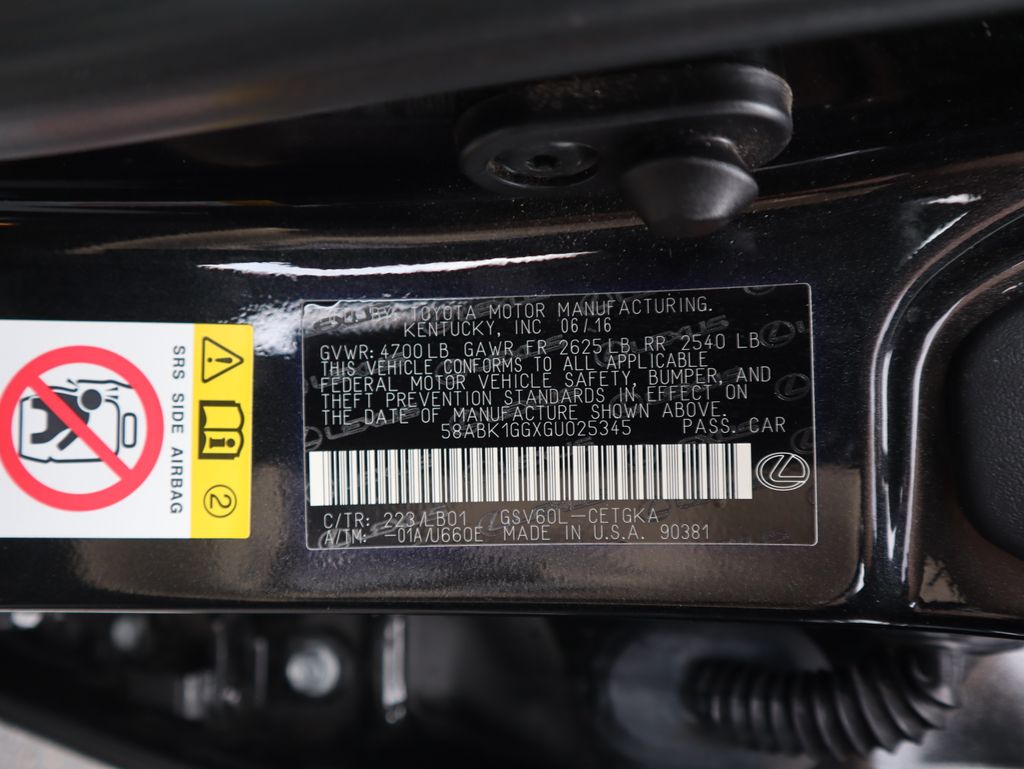 BY: TOYOTA MOTOR MANUFACTURING.
KENTUCKY, INC 06/16
GVWR: 4700LB GAWR FR 2625LB RR 2540 LB
THIS VEHICLE CONFORMS TO ALL APPLICABLE
FEDERAL MOTOR VEHICLE SAFETY, BUMPER, AND
THEFT PREVENTION STANDARDS IN EFFECT ON
THE DATE OF MANUFACTURE SHOWN ABOVE.
58ABK1GGXGU025345 PASS. CAR
C/TR: 223/LB01 GSV60L-CETGKA
A/TM: -01A/U660E MADE IN U.S.A. 90381
SRS SIDE AIRBAG
2